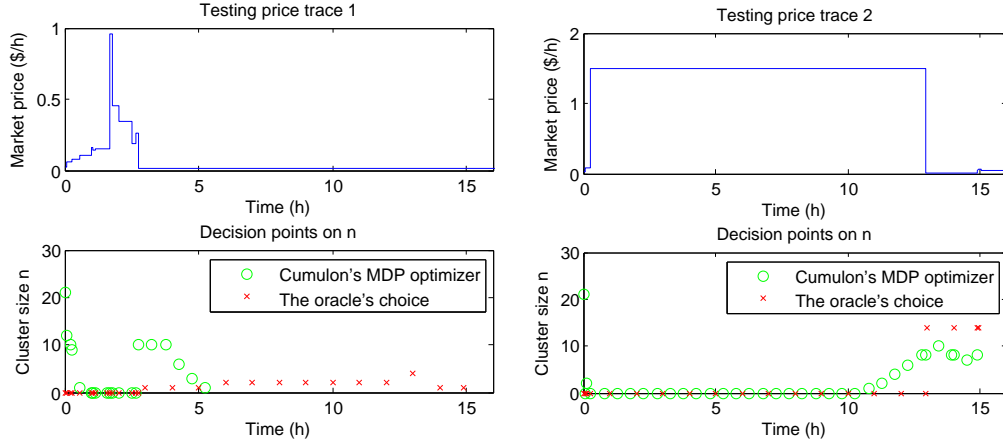 Testing price trace 1
Market price ($/h)
1
0.5
0
0 5 10 15
Time (h)
Testing price trace 2
Market price ($/h)
2
1
0
0 5 10 15
Time (h)
Decision points on n
Cluster size n
30
20
10
0
Cumulon's MDP optimizer
The oracle's choice
0 5 10 15
Time (h)
Decision points on n
Cluster size n
30
20
10
0
Cumulon's MDP optimizer
The oracle's choice
0 5 10 15
Time (h)